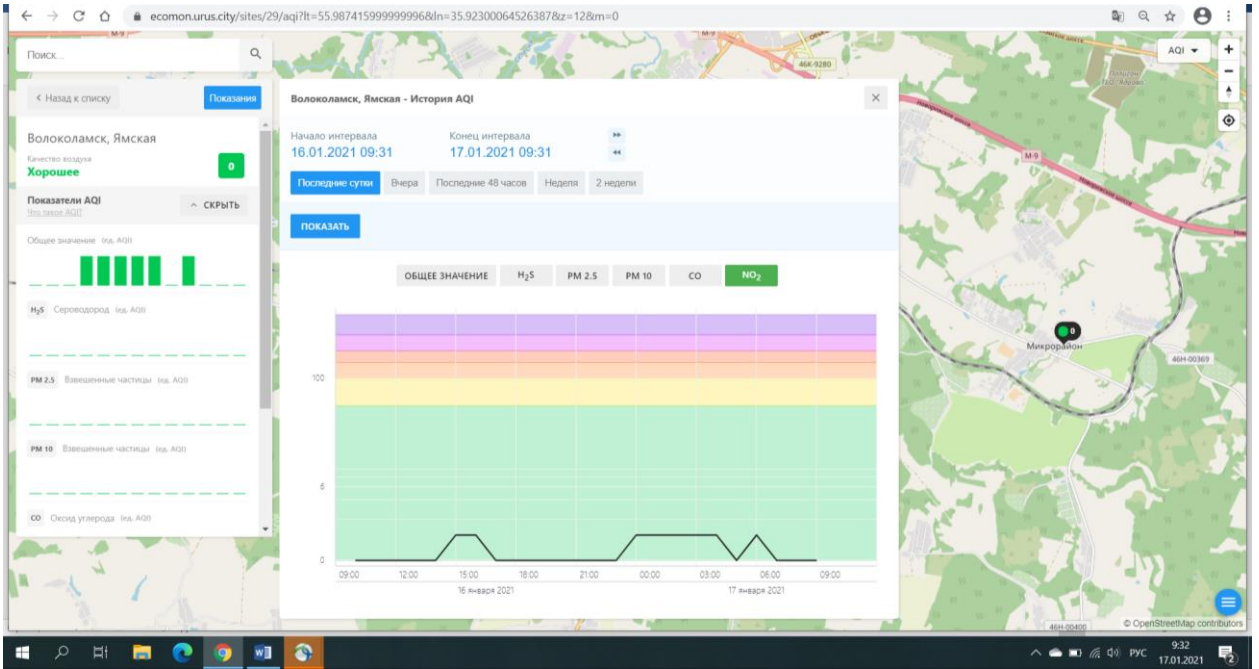 ecomon.urus.city/sites/29/aqi?lt=55.987415999999996&ln=35.92300064526387&z=12&m=0
М-9
М-9
46К-9280
Поиск...
AQI
Назад к списку
Показания
Волоколамск, Ямская
Качество воздуха
Хорошее
0
Показатели AQI
Что такое AQI?
СКРЫТЬ
Общее значение (ед. AQI)
H₂S Сероводород (ед. AQI)
PM 2.5 Взвешенные частицы (ед. AQI)
PM 10 Взвешенные частицы (ед. AQI)
CO Оксид углерода (ед. AQI)
Волоколамск, Ямская - История AQI
Начало интервала
16.01.2021 09:31
Конец интервала
17.01.2021 09:31
Последние сутки Вчера Последние 48 часов Неделя 2 недели
ПОКАЗАТЬ
ОБЩЕЕ ЗНАЧЕНИЕ H₂S PM 2.5 PM 10 CO NO₂
100
6
0
09:00 12:00 15:00 18:00 21:00 00:00 03:00 06:00 09:00
16 января 2021 17 января 2021
М-9
0
Микрорайон
46Н-00369
46Н-00400
© OpenStreetMap contributors
РУС
9:32
17.01.2021
2